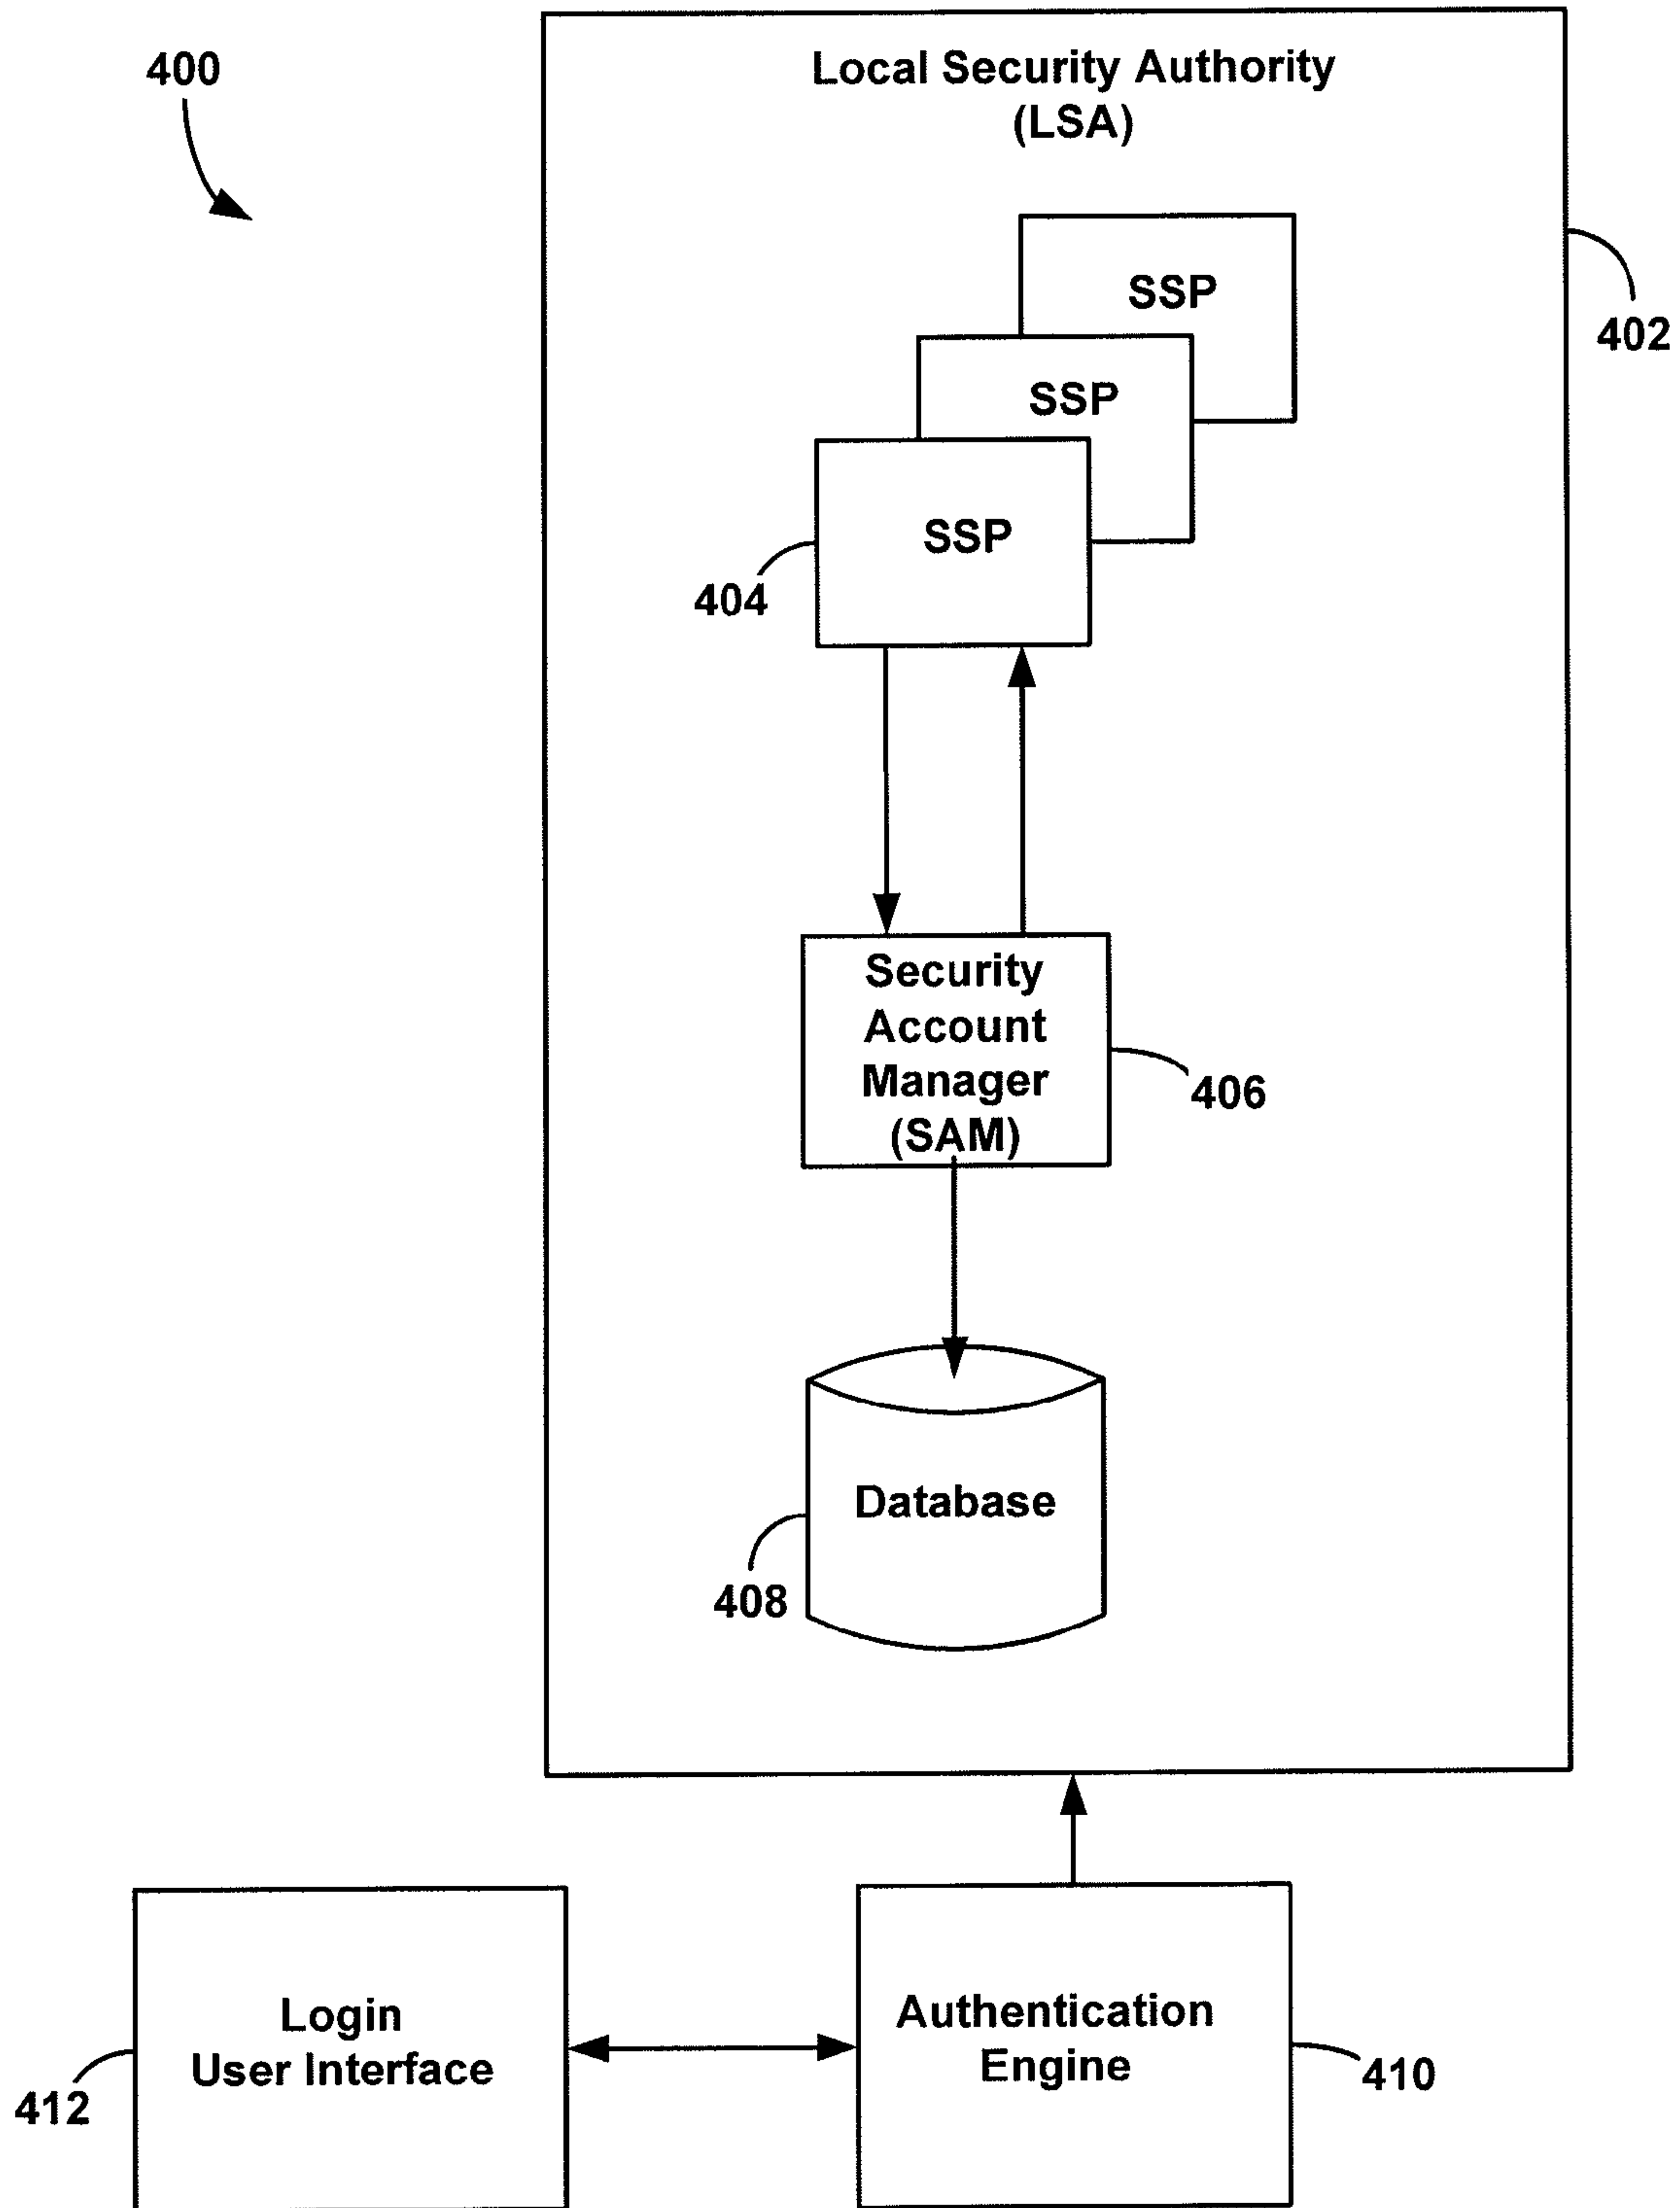 400
Local Security Authority
(LSA)
402
SSP
SSP
SSP
404
Security
Account
Manager
(SAM)
406
Database
408
Login
User Interface
412
Authentication
Engine
410